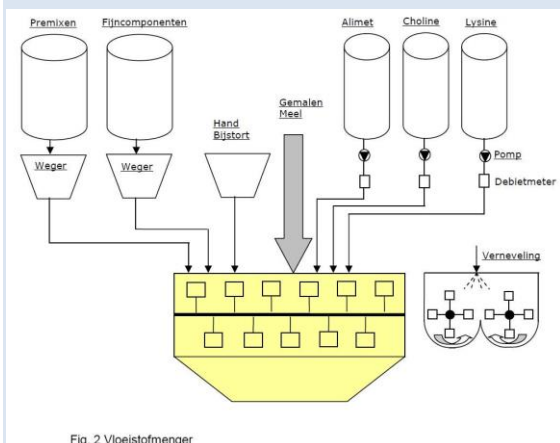 Premixen
Fijncomponenten
Alimet
Choline
Lysine
Gemalen
Meel
Hand
Bijstort
Weger
Weger
Pomp
Debietmeter
Verneveling
Fig. 2 Vloeistofmenger